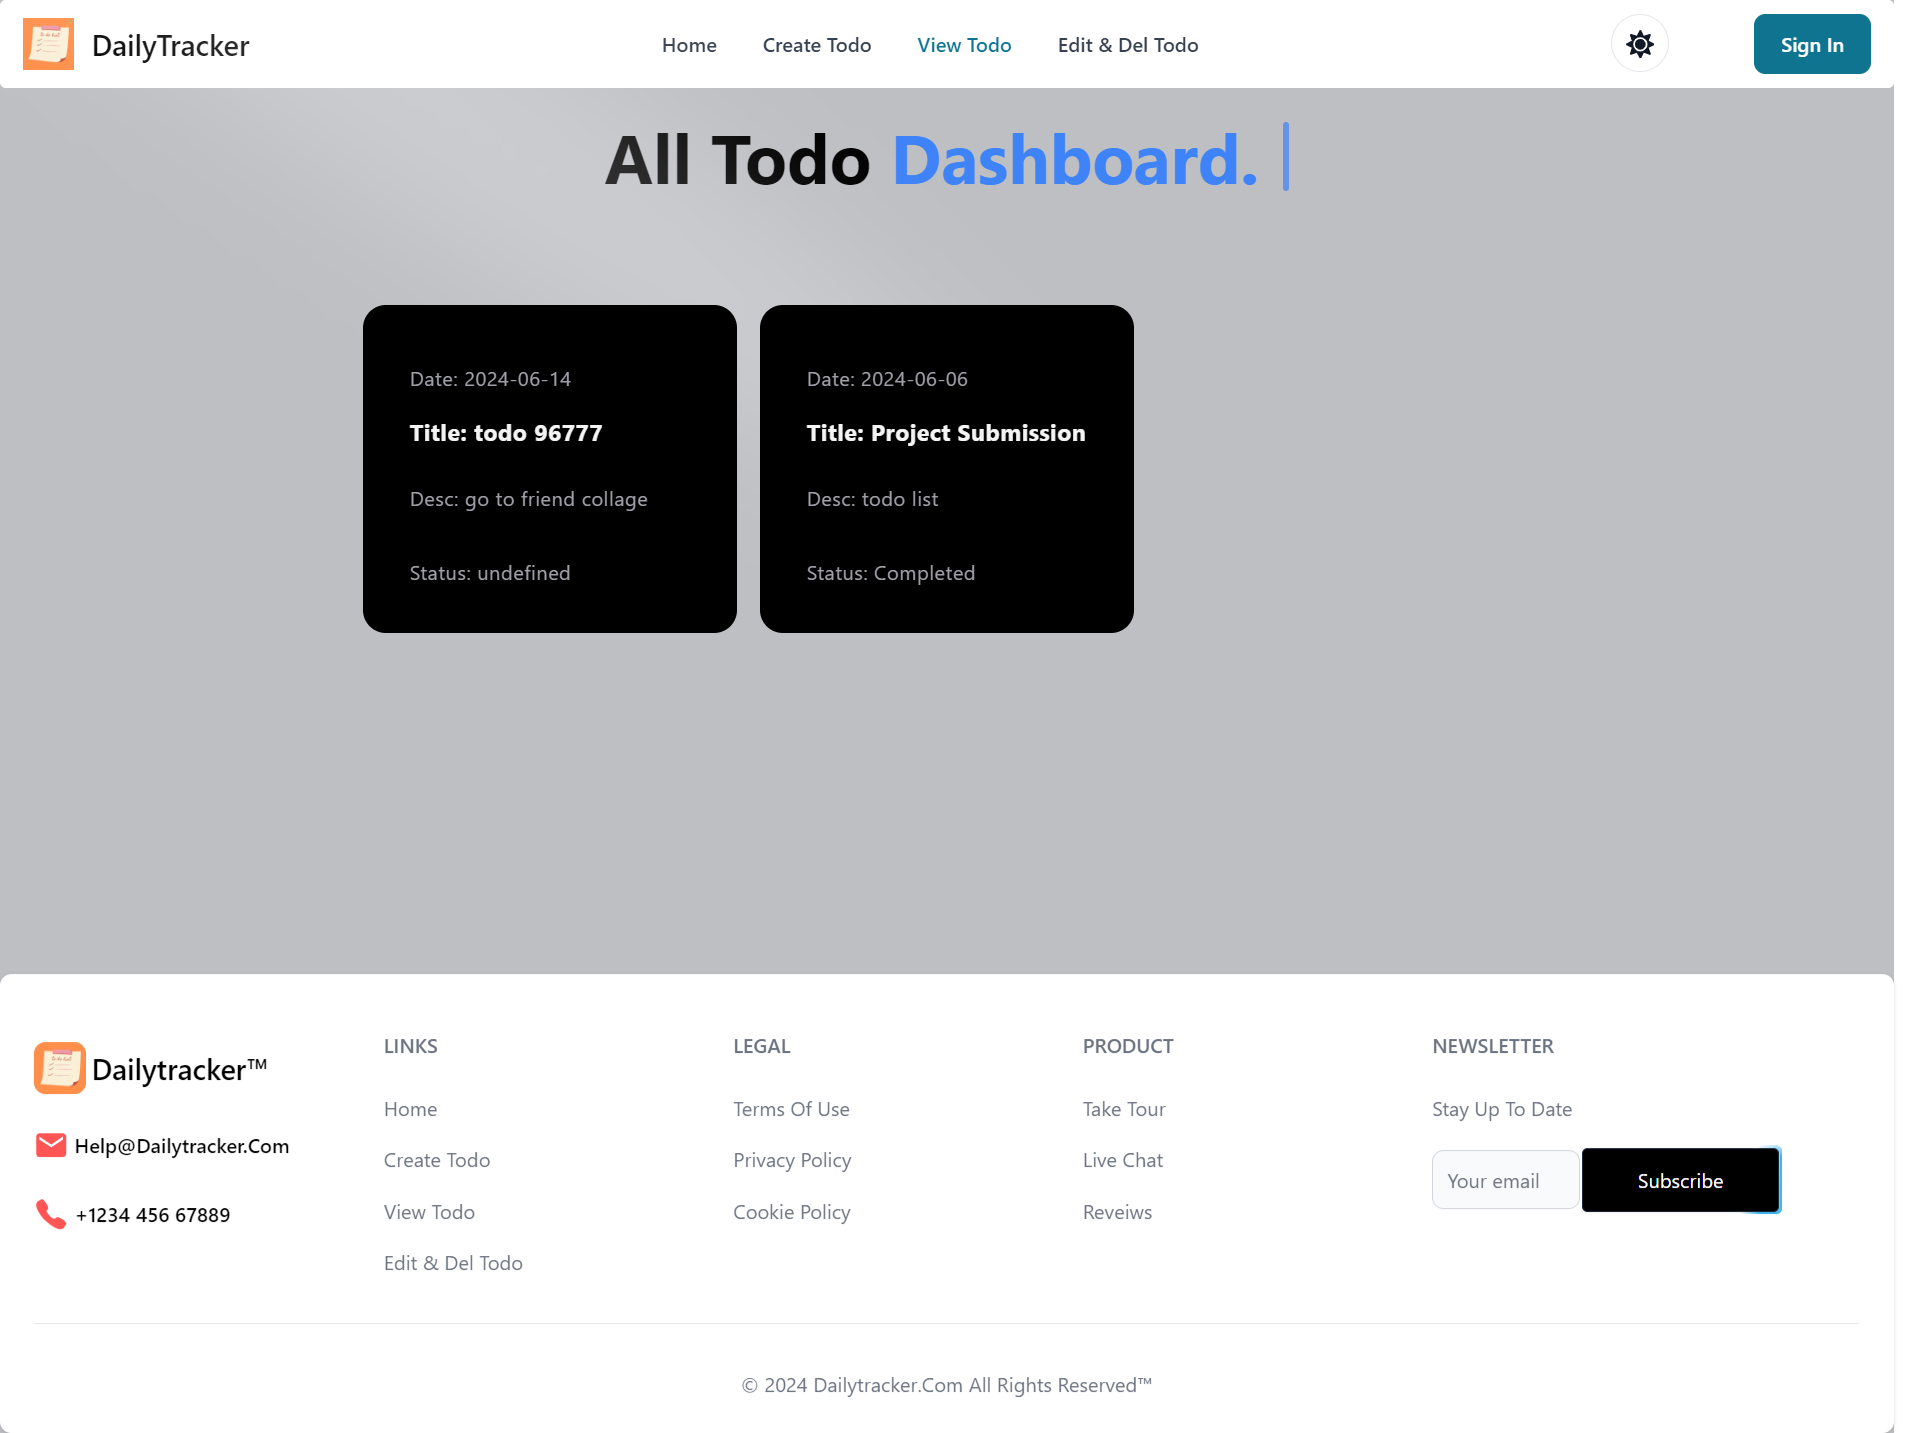 DailyTracker
Home
Create Todo
View Todo
Edit & Del Todo
Sign In
All Todo Dashboard.
Date: 2024-06-14
Title: todo 96777
Desc: go to friend collage
Status: undefined
Date: 2024-06-06
Title: Project Submission
Desc: todo list
Status: Completed
Dailytracker™
Help@Dailytracker.Com
+1234 456 67889
LINKS
Home
Create Todo
View Todo
Edit & Del Todo
LEGAL
Terms Of Use
Privacy Policy
Cookie Policy
PRODUCT
Take Tour
Live Chat
Reveiws
NEWSLETTER
Stay Up To Date
Your email
Subscribe
© 2024 Dailytracker.Com All Rights Reserved™